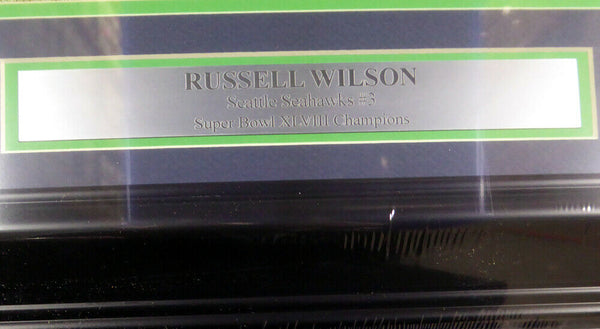 RUSSELL WILSON
Seattle Seahawks #3
Super Bowl XLVIII Champions